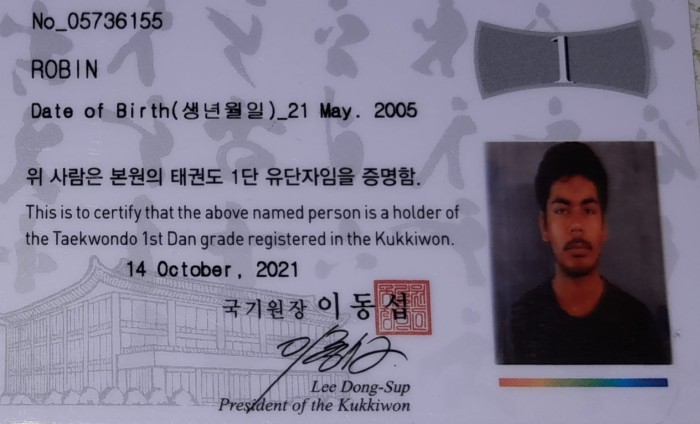 No_05736155
1
ROBIN
Date of Birth(생년월일)_21 May. 2005
위 사람은 본원의 태권도 1단 유단자임을 증명함.
This is to certify that the above named person is a holder of
the Taekwondo 1st Dan grade registered in the Kukkiwon.
14 October, 2021
국기원장 이동섭
Lee Dong-Sup
President of the Kukkiwon